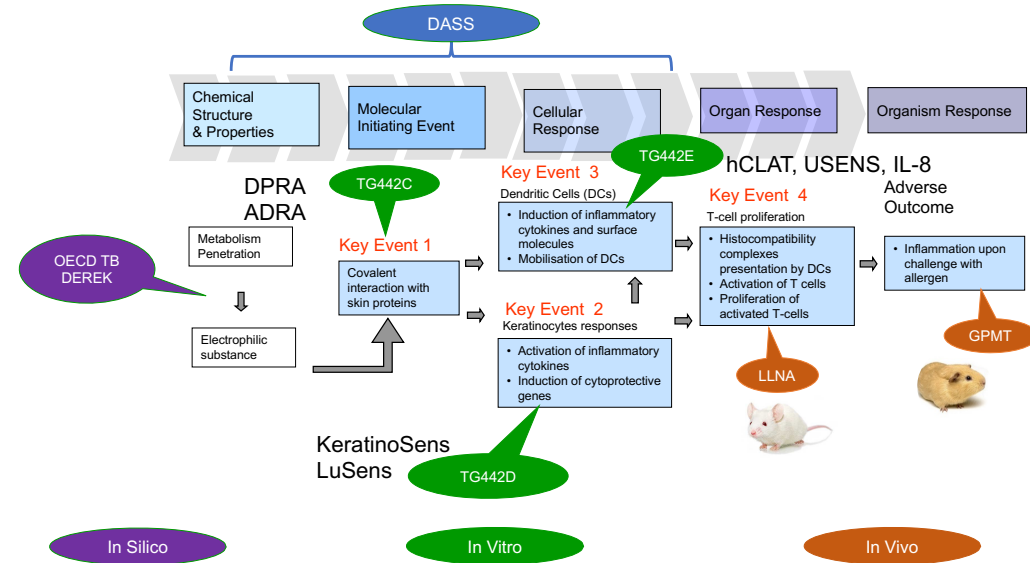 DASS
Chemical
Structure
& Properties
Molecular
Initiating Event
Cellular
Response
Organ Response
Organism Response
TG442E
hCLAT, USENS, IL-8
TG442C
DPRA
ADRA
Key Event 3
Dendritic Cells (DCs)
• Induction of inflammatory
cytokines and surface
molecules
• Mobilisation of DCs
Key Event 4
T-cell proliferation
• Histocompatibility
complexes
presentation by DCs
• Activation of T cells
• Proliferation of
activated T-cells
Adverse
Outcome
• Inflammation upon
challenge with
allergen
OECD TB
DEREK
Metabolism
Penetration
Electrophilic
substance
Key Event 1
Covalent
interaction with
skin proteins
Key Event 2
Keratinocytes responses
• Activation of inflammatory
cytokines
• Induction of cytoprotective
genes
LLNA
GPMT
KeratinoSens
LuSens
TG442D
In Silico
In Vitro
In Vivo